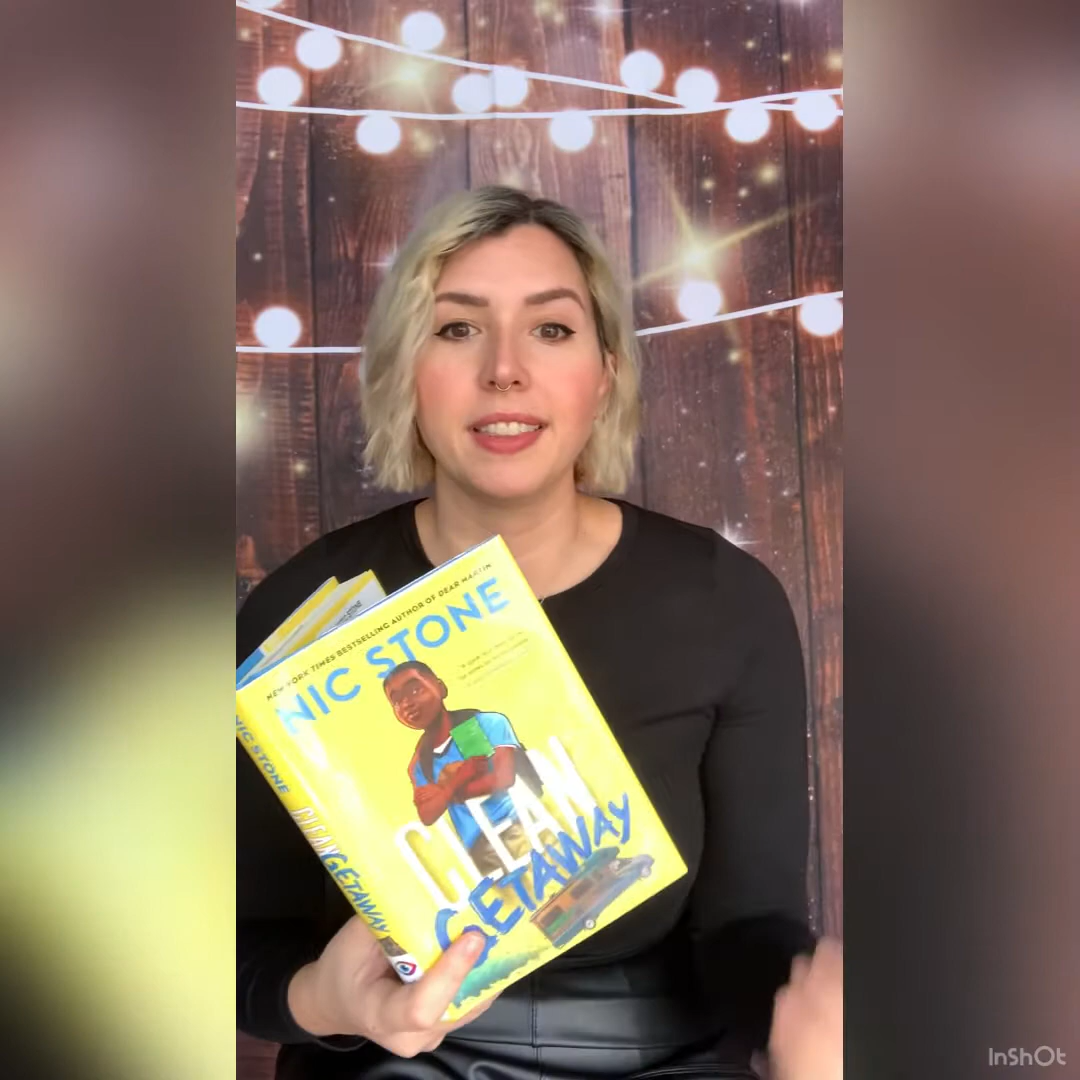 NEW YORK TIMES BESTSELLING AUTHOR OF DEAR MARTIN
NIC STONE
CLEAN
GETAWAY
NIC STONE
CLEAN GETAWAY
InShOt